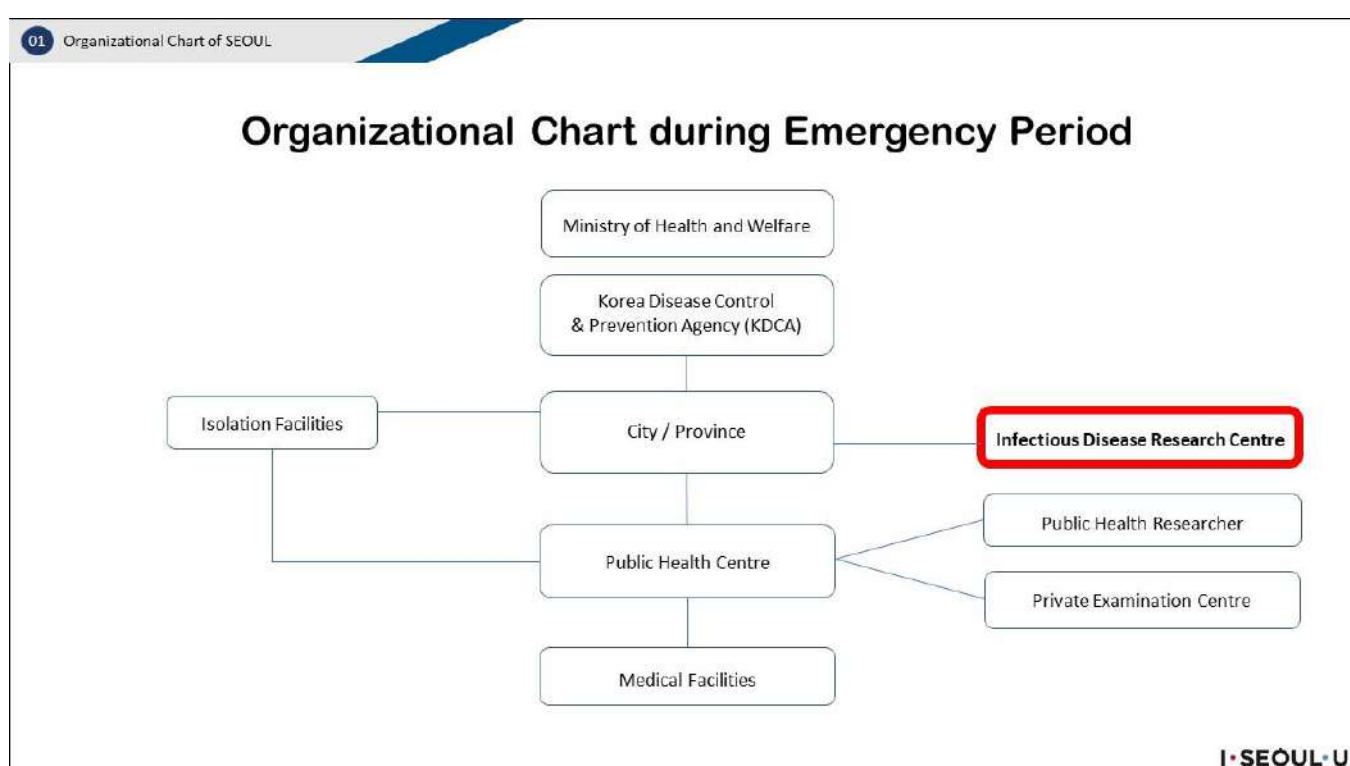 01 Organizational Chart of SEOUL
Organizational Chart during Emergency Period
Ministry of Health and Welfare
Korea Disease Control
& Prevention Agency (KDCA)
Isolation Facilities
City / Province
Infectious Disease Research Centre
Public Health Centre
Public Health Researcher
Private Examination Centre
Medical Facilities
I·SEOUL·U